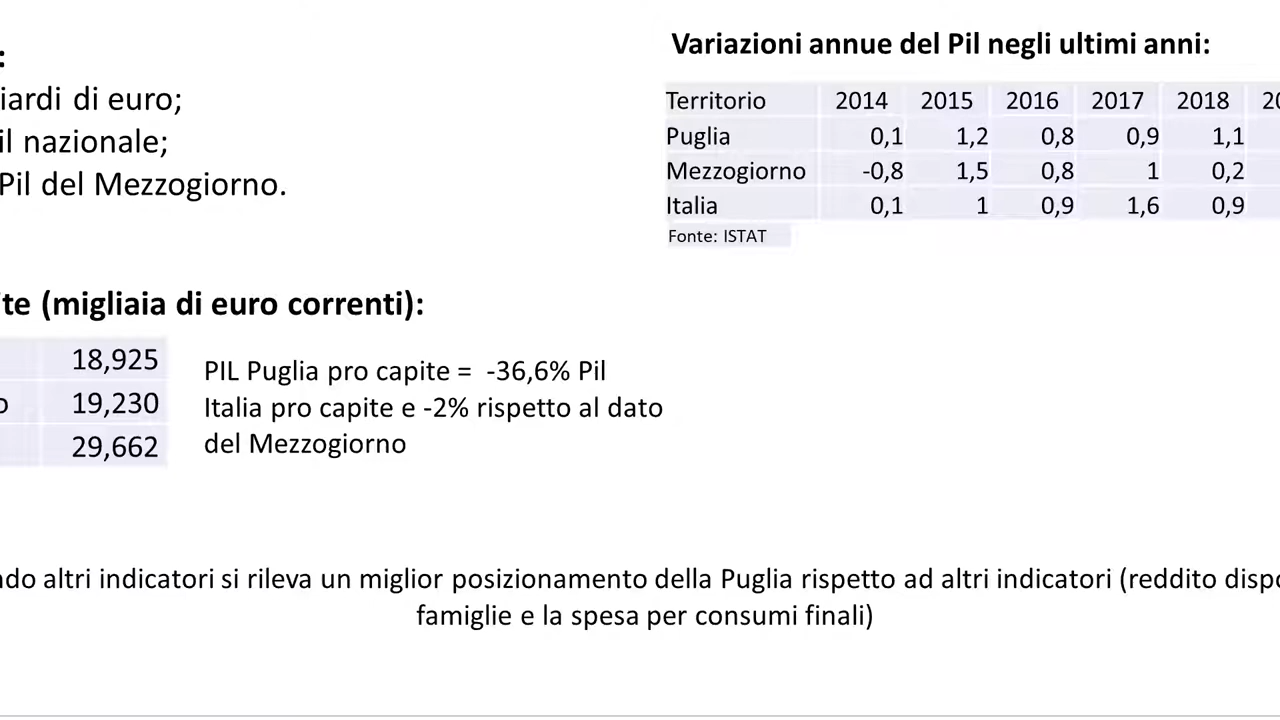 :
iardi di euro;
il nazionale;
Pil del Mezzogiorno.
Variazioni annue del Pil negli ultimi anni:
Territorio 2014 2015 2016 2017 2018 20
Puglia 0,1 1,2 0,8 0,9 1,1
Mezzogiorno -0,8 1,5 0,8 1 0,2
Italia 0,1 1 0,9 1,6 0,9
Fonte: ISTAT
ite (migliaia di euro correnti):
18,925
o 19,230
29,662
PIL Puglia pro capite = -36,6% Pil
Italia pro capite e -2% rispetto al dato
del Mezzogiorno
ndo altri indicatori si rileva un miglior posizionamento della Puglia rispetto ad altri indicatori (reddito dispo
famiglie e la spesa per consumi finali)